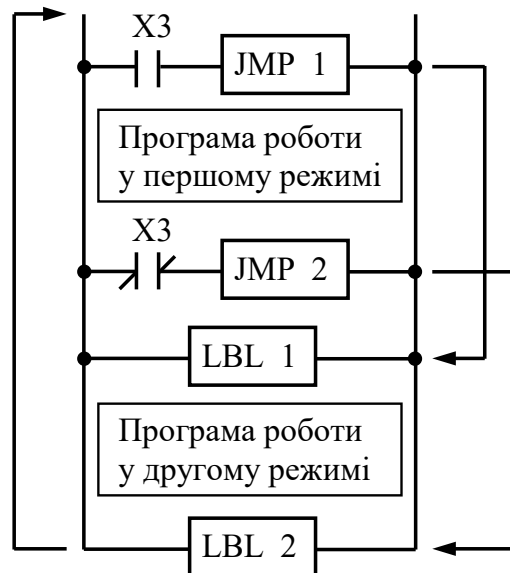 X3
JMP 1
Програма роботи
у першому режимі
X3
JMP 2
LBL 1
Програма роботи
у другому режимі
LBL 2